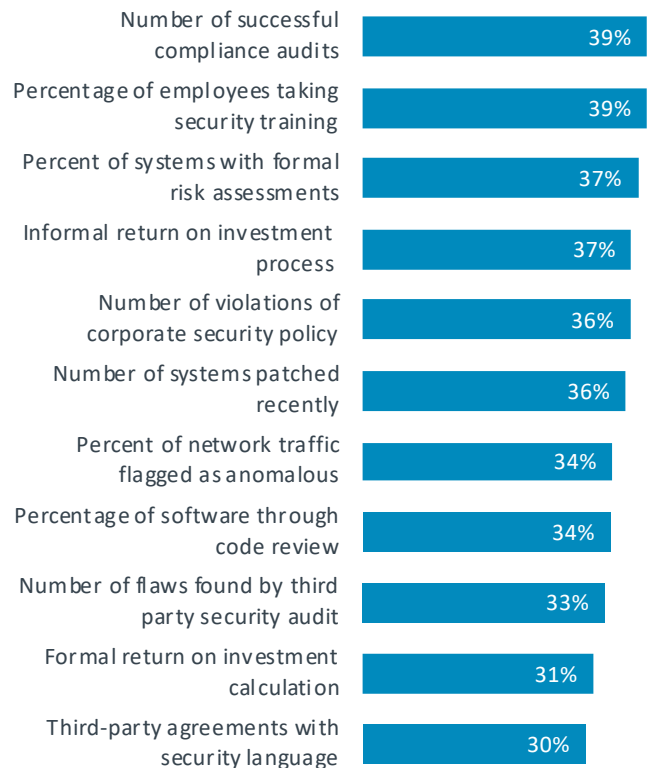 Number of successful
compliance audits
39%
Percentage of employees taking
security training
39%
Percent of systems with formal
risk assessments
37%
Informal return on investment
process
37%
Number of violations of
corporate security policy
36%
Number of systems patched
recently
36%
Percent of network traffic
flagged as anomalous
34%
Percentage of software through
code review
34%
Number of flaws found by third
party security audit
33%
Formal return on investment
calculation
31%
Third-party agreements with
security language
30%